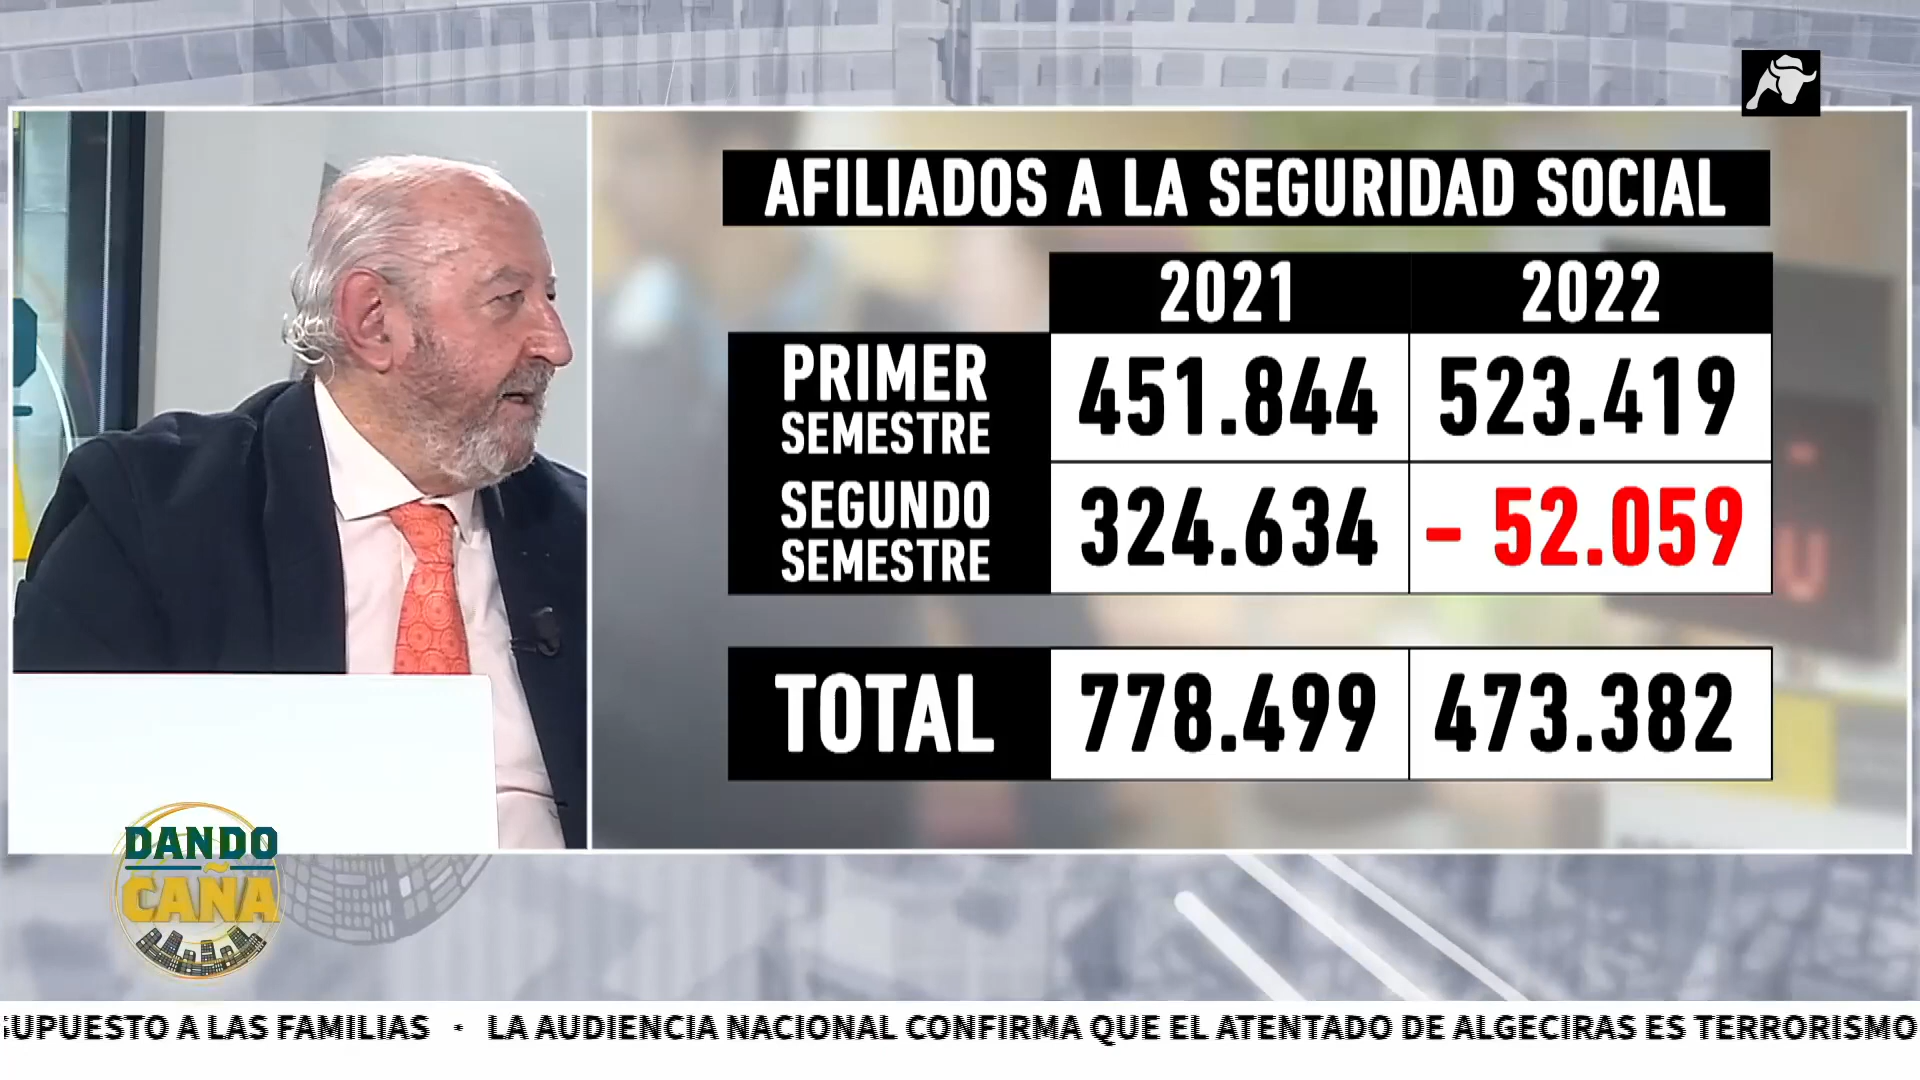 AFILIADOS A LA SEGURIDAD SOCIAL
2021 2022
PRIMER SEMESTRE 451.844 523.419
SEGUNDO SEMESTRE 324.634 - 52.059
TOTAL 778.499 473.382
DANDO
CAÑA
SUPUESTO A LAS FAMILIAS · LA AUDIENCIA NACIONAL CONFIRMA QUE EL ATENTADO DE ALGECIRAS ES TERRORISMO